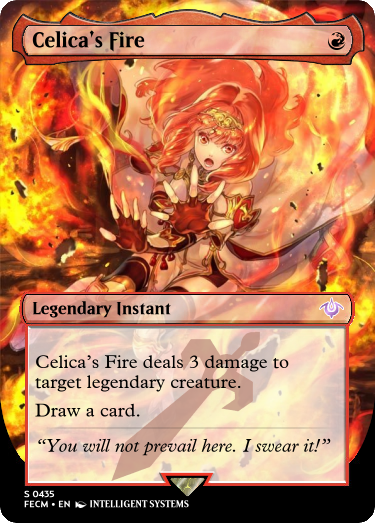 Celica's Fire
Legendary Instant
Celica's Fire deals 3 damage to
target legendary creature.
Draw a card.
“You will not prevail here. I swear it!”
S 0435
FECM • EN INTELLIGENT SYSTEMS